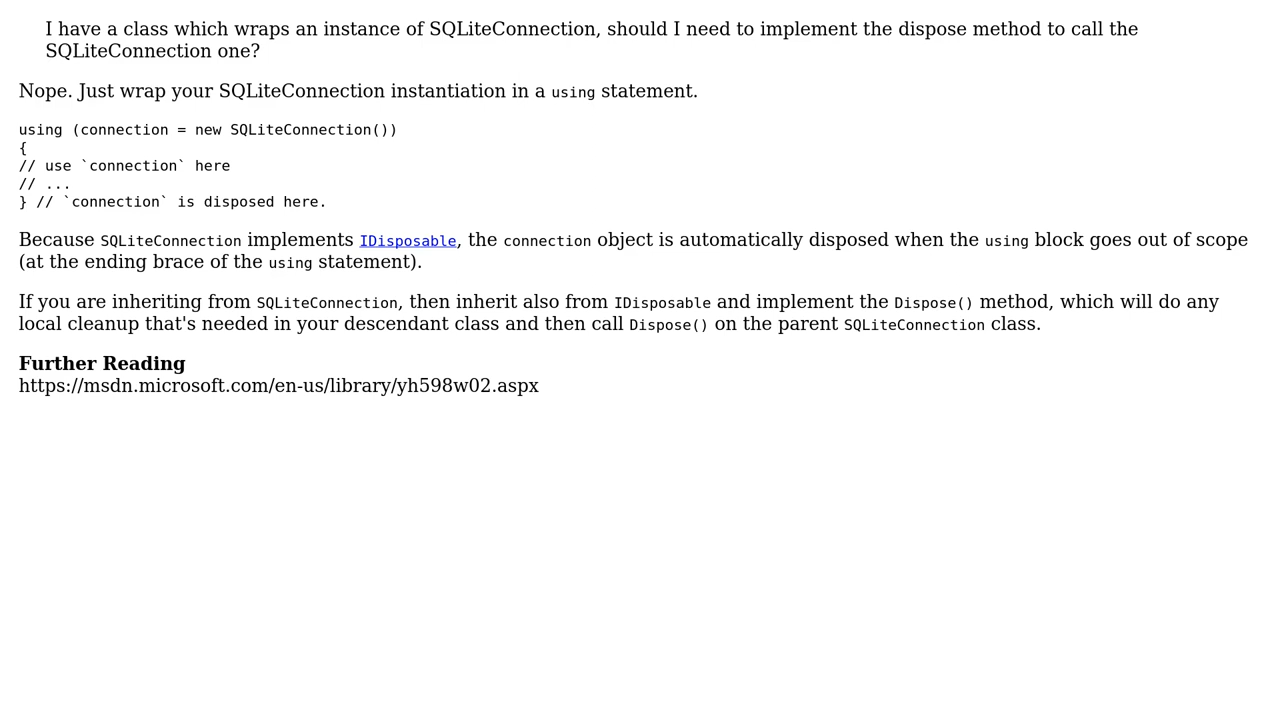 I have a class which wraps an instance of SQLiteConnection, should I need to implement the dispose method to call the
SQLiteConnection one?
Nope. Just wrap your SQLiteConnection instantiation in a using statement.
using (connection = new SQLiteConnection())
{
// use `connection` here
// ...
} // `connection` is disposed here.
Because SQLiteConnection implements IDisposable, the connection object is automatically disposed when the using block goes out of scope
(at the ending brace of the using statement).
If you are inheriting from SQLiteConnection, then inherit also from IDisposable and implement the Dispose() method, which will do any
local cleanup that's needed in your descendant class and then call Dispose() on the parent SQLiteConnection class.
Further Reading
https://msdn.microsoft.com/en-us/library/yh598w02.aspx